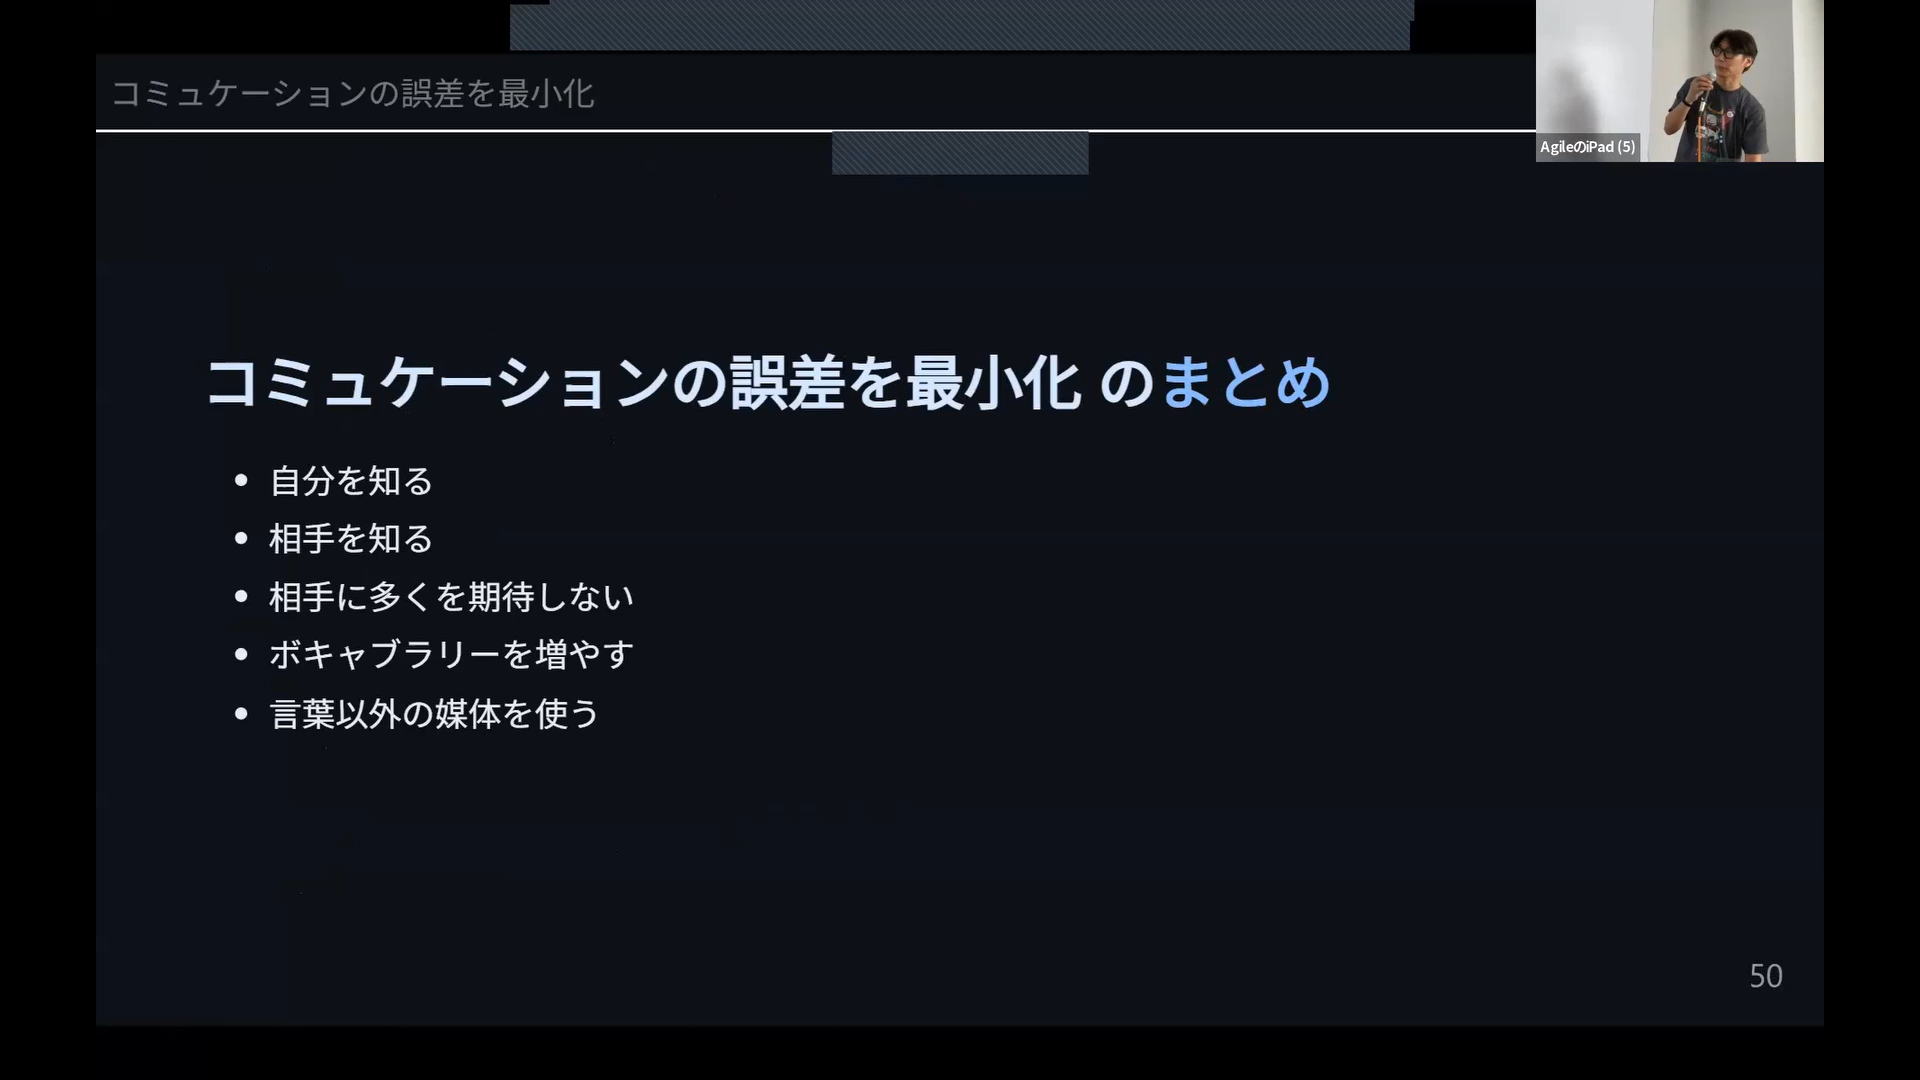 コミュケーションの誤差を最小化
AgileのiPad (5)
コミュケーションの誤差を最小化 のまとめ
自分を知る
相手を知る
相手に多くを期待しない
ボキャブラリーを増やす
言葉以外の媒体を使う
50